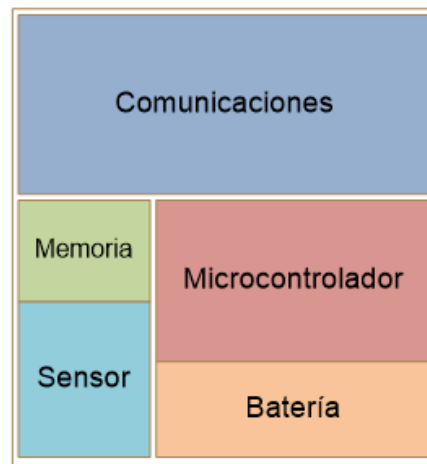 Comunicaciones
Memoria
Microcontrolador
Sensor
Batería